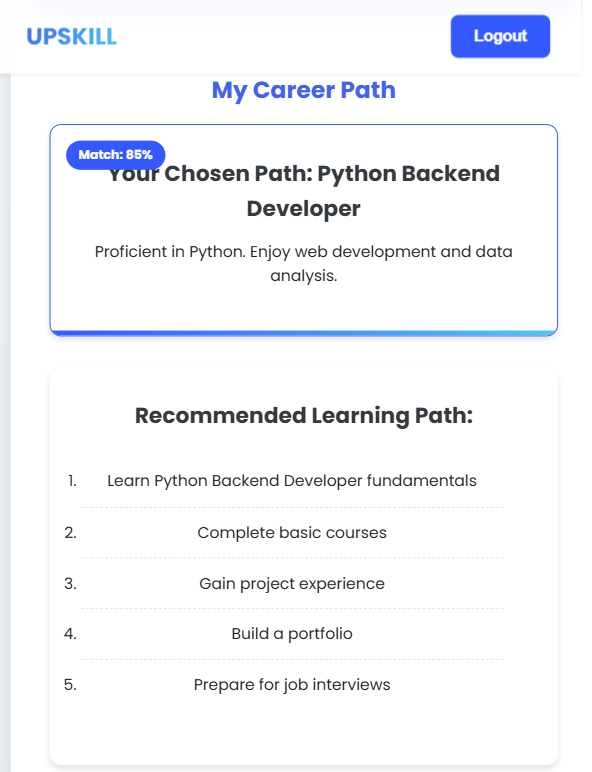 UPSKILL
Logout
My Career Path
Match: 85%
Your Chosen Path: Python Backend
Developer
Proficient in Python. Enjoy web development and data
analysis.
Recommended Learning Path:
1. Learn Python Backend Developer fundamentals
2. Complete basic courses
3. Gain project experience
4. Build a portfolio
5. Prepare for job interviews